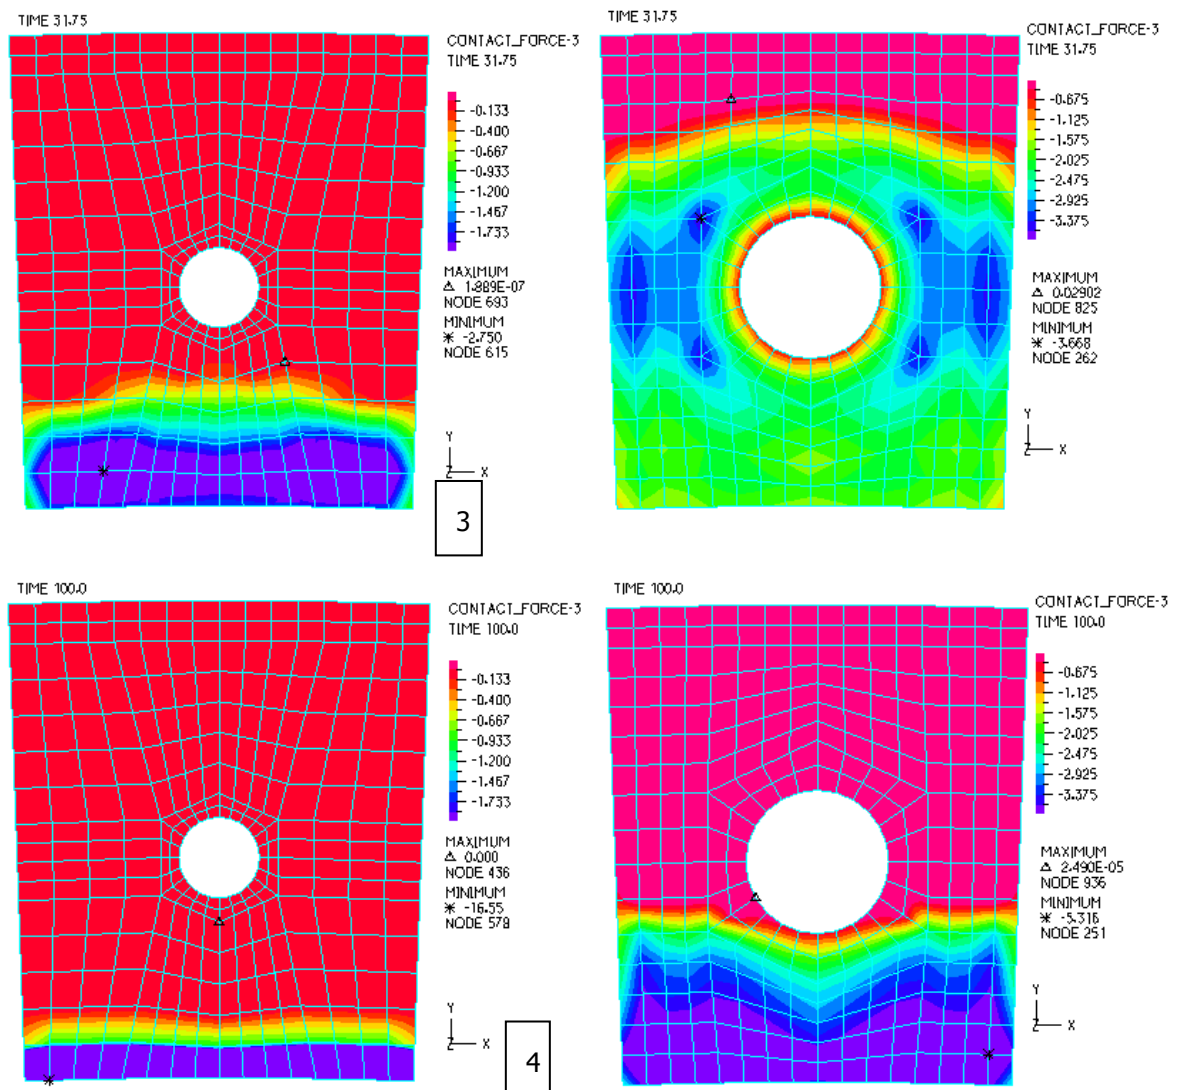 TIME 31.75
CONTACT_FORCE-3
TIME 31.75
-0.133
-0.400
-0.667
-0.933
-1.200
-1.467
-1.733
MAXIMUM
△ 1.889E-07
NODE 693
MINIMUM
* -2.750
NODE 615
Y
Z X
3
TIME 31.75
CONTACT_FORCE-3
TIME 31.75
-0.675
-1.125
-1.575
-2.025
-2.475
-2.925
-3.375
MAXIMUM
△ 0.02902
NODE 825
MINIMUM
* -3.668
NODE 262
Y
Z X
TIME 100.0
CONTACT_FORCE-3
TIME 100.0
-0.133
-0.400
-0.667
-0.933
-1.200
-1.467
-1.733
MAXIMUM
△ 0.000
NODE 436
MINIMUM
* -16.55
NODE 578
Y
Z X
4
TIME 100.0
CONTACT_FORCE-3
TIME 100.0
-0.675
-1.125
-1.575
-2.025
-2.475
-2.925
-3.375
MAXIMUM
△ 2.490E-05
NODE 936
MINIMUM
* -5.316
NODE 251
Y
Z X